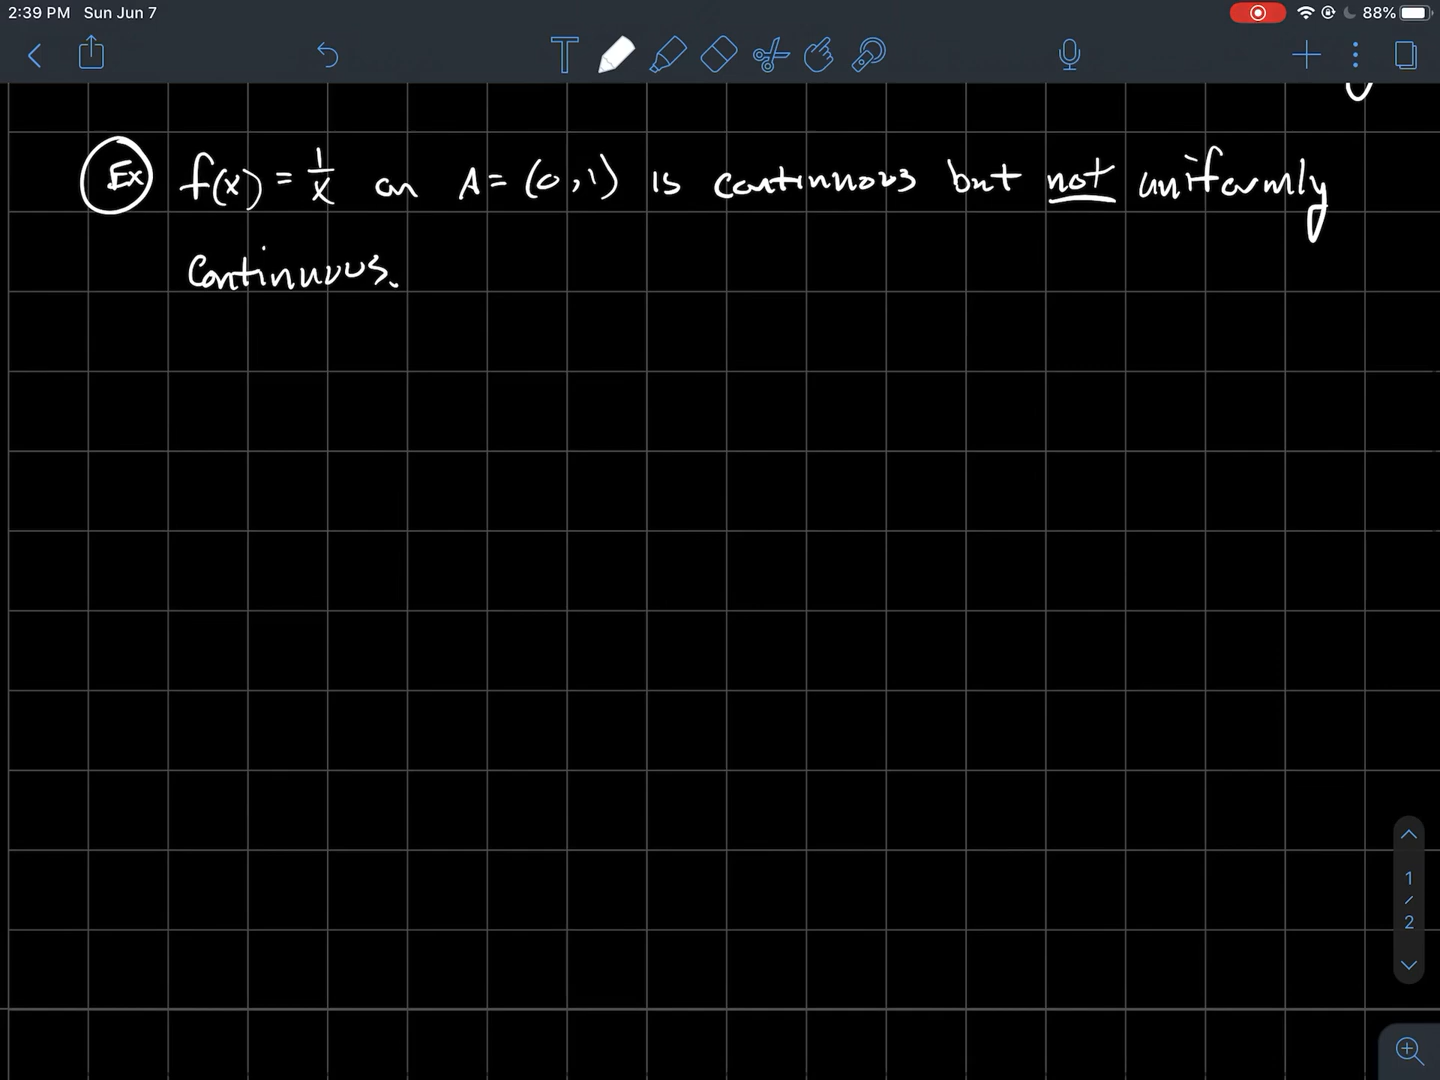 2:39 PM Sun Jun 7 88%
Ex f(x) = 1/x on A = (0,1) is continuous but not uniformly
continuous.
1
/
2